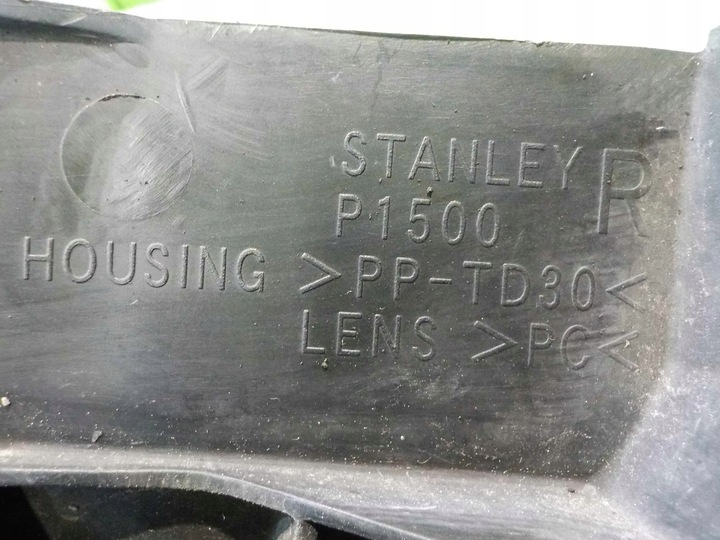 STANLEY
P1500 R
HOUSING >PP-TD30<
LENS >PC<